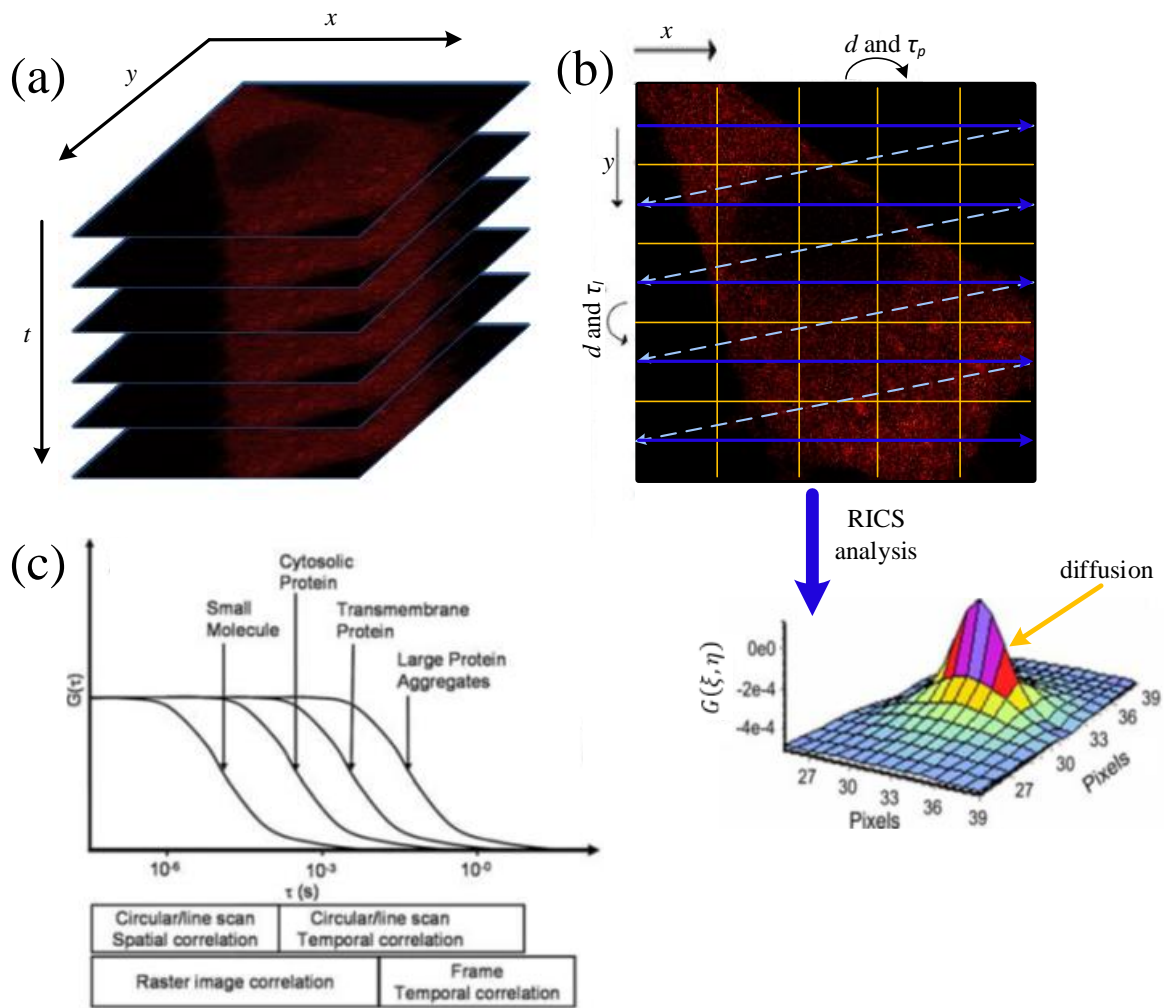 (a)
x
y
t
(b)
x
d and τp
y
d and τl
RICS
analysis
diffusion
G(ξ,η)
0e0
-2e-4
-4e-4
27
30
33
36
39
Pixels
27
30
33
36
39
Pixels
(c)
G(τ)
Small
Molecule
Cytosolic
Protein
Transmembrane
Protein
Large Protein
Aggregates
10-6
10-3
10-0
τ (s)
Circular/line scan
Spatial correlation
Circular/line scan
Temporal correlation
Raster image correlation
Frame
Temporal correlation